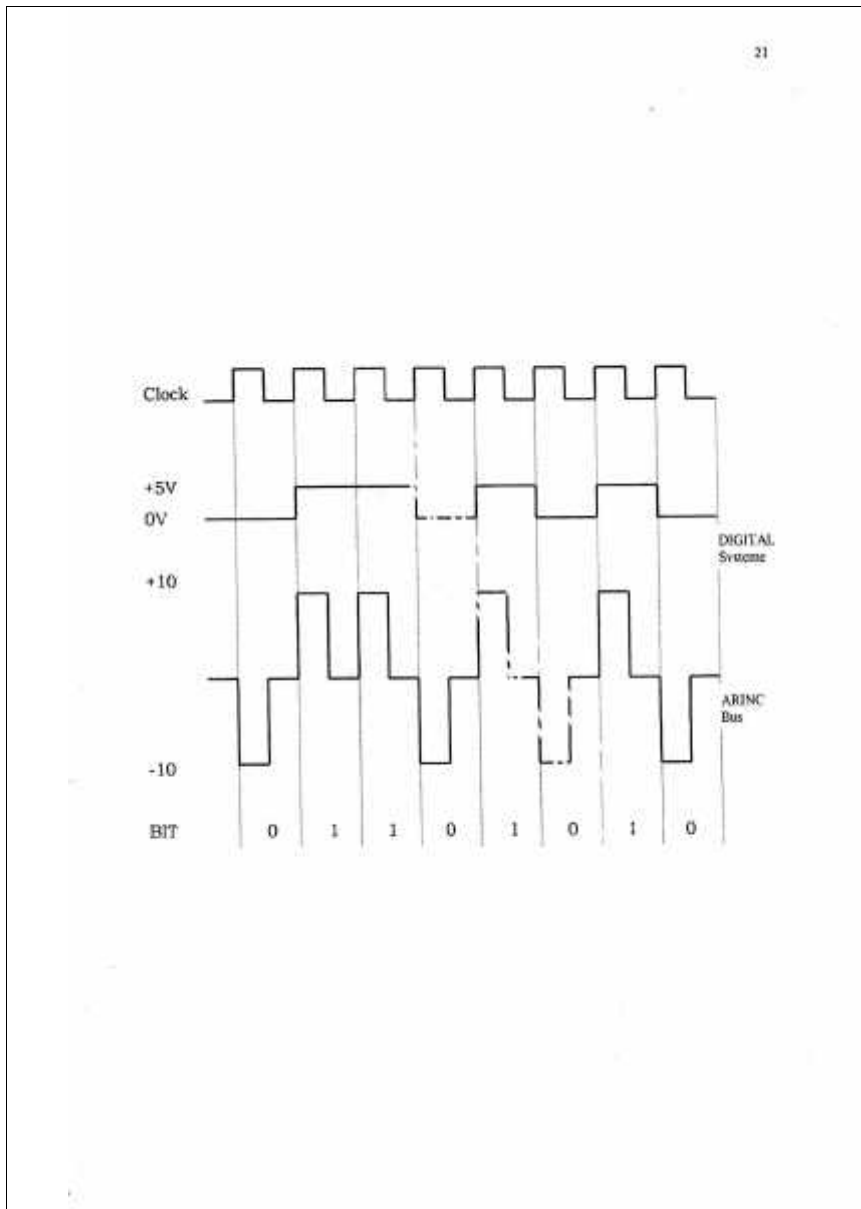 21
Clock
+5V
0V
DIGITAL
Systeme
+10
ARINC
Bus
-10
BIT 0 1 1 0 1 0 1 0